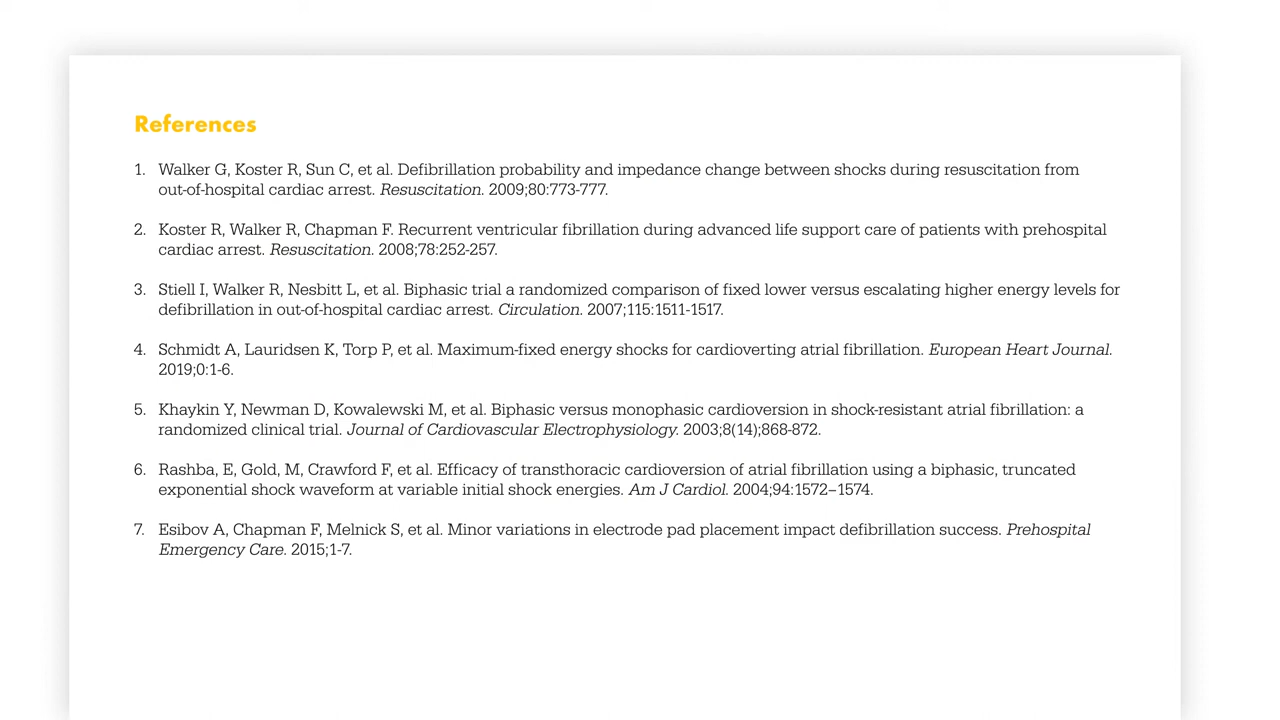 References
1. Walker G, Koster R, Sun C, et al. Defibrillation probability and impedance change between shocks during resuscitation from
out-of-hospital cardiac arrest. Resuscitation. 2009;80:773-777.
2. Koster R, Walker R, Chapman F. Recurrent ventricular fibrillation during advanced life support care of patients with prehospital
cardiac arrest. Resuscitation. 2008;78:252-257.
3. Stiell I, Walker R, Nesbitt L, et al. Biphasic trial a randomized comparison of fixed lower versus escalating higher energy levels for
defibrillation in out-of-hospital cardiac arrest. Circulation. 2007;115:1511-1517.
4. Schmidt A, Lauridsen K, Torp P, et al. Maximum-fixed energy shocks for cardioverting atrial fibrillation. European Heart Journal.
2019;0:1-6.
5. Khaykin Y, Newman D, Kowalewski M, et al. Biphasic versus monophasic cardioversion in shock-resistant atrial fibrillation: a
randomized clinical trial. Journal of Cardiovascular Electrophysiology. 2003;8(14);868-872.
6. Rashba, E, Gold, M, Crawford F, et al. Efficacy of transthoracic cardioversion of atrial fibrillation using a biphasic, truncated
exponential shock waveform at variable initial shock energies. Am J Cardiol. 2004;94:1572–1574.
7. Esibov A, Chapman F, Melnick S, et al. Minor variations in electrode pad placement impact defibrillation success. Prehospital
Emergency Care. 2015;1-7.